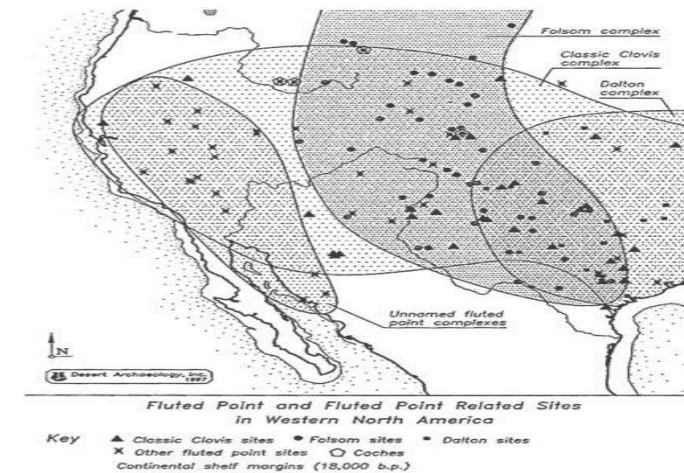 Folsom complex
Classic Clovis
complex
Dalton
complex
Unnamed fluted
point complexes
N
Desert Archaeology, Inc.
1997
Fluted Point and Fluted Point Related Sites
in Western North America
Key
Classic Clovis sites
Folsom sites
Dalton sites
Other fluted point sites
Caches
Continental shelf margins (18,000 b.p.)